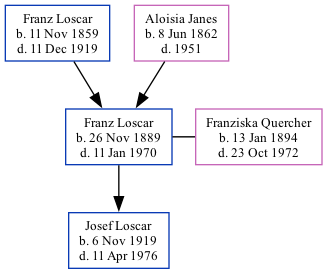 Franz Loscar
b. 11 Nov 1859
d. 11 Dec 1919
Aloisia Janes
b. 8 Jun 1862
d. 1951
Franz Loscar
b. 26 Nov 1889
d. 11 Jan 1970
Franziska Quercher
b. 13 Jan 1894
d. 23 Oct 1972
Josef Loscar
b. 6 Nov 1919
d. 11 Apr 1976